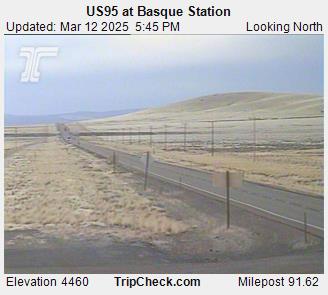 US95 at Basque Station
Updated: Mar 12 2025 5:45 PM Looking North
Elevation 4460 TripCheck.com Milepost 91.62